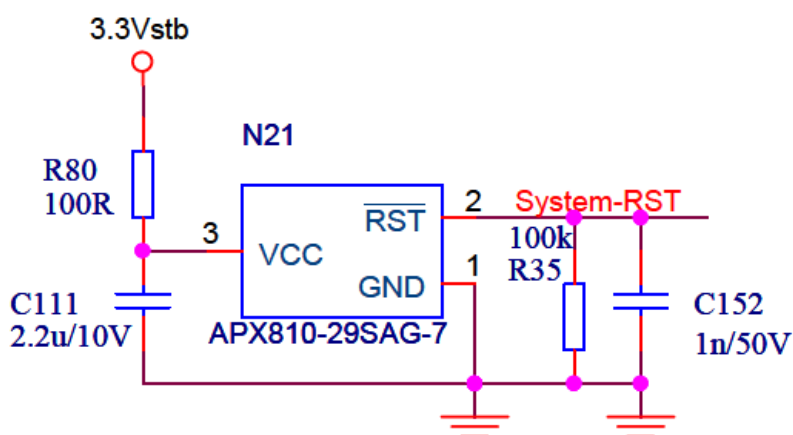 3.3Vstb
N21
R80
100R
3
VCC
RST
2
System-RST
100k
R35
GND
1
C111
2.2u/10V
APX810-29SAG-7
C152
1n/50V